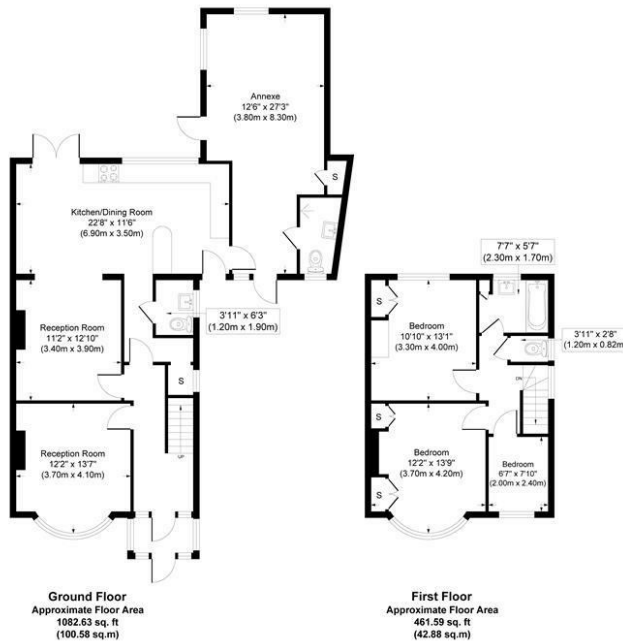 Annexe
12'6" x 27'3"
(3.80m x 8.30m)
S
Kitchen/Dining Room
22'8" x 11'6"
(6.90m x 3.50m)
3'11" x 6'3"
(1.20m x 1.90m)
Reception Room
11'2" x 12'10"
(3.40m x 3.90m)
S
UP
Reception Room
12'2" x 13'7"
(3.70m x 4.10m)
Ground Floor
Approximate Floor Area
1082.63 sq. ft
(100.58 sq.m)
7'7" x 5'7"
(2.30m x 1.70m)
S
Bedroom
10'10" x 13'1"
(3.30m x 4.00m)
3'11" x 2'8"
(1.20m x 0.82m
DN
S
Bedroom
12'2" x 13'9"
(3.70m x 4.20m)
S
Bedroom
6'7" x 7'10"
(2.00m x 2.40m)
First Floor
Approximate Floor Area
461.59 sq. ft
(42.88 sq.m)